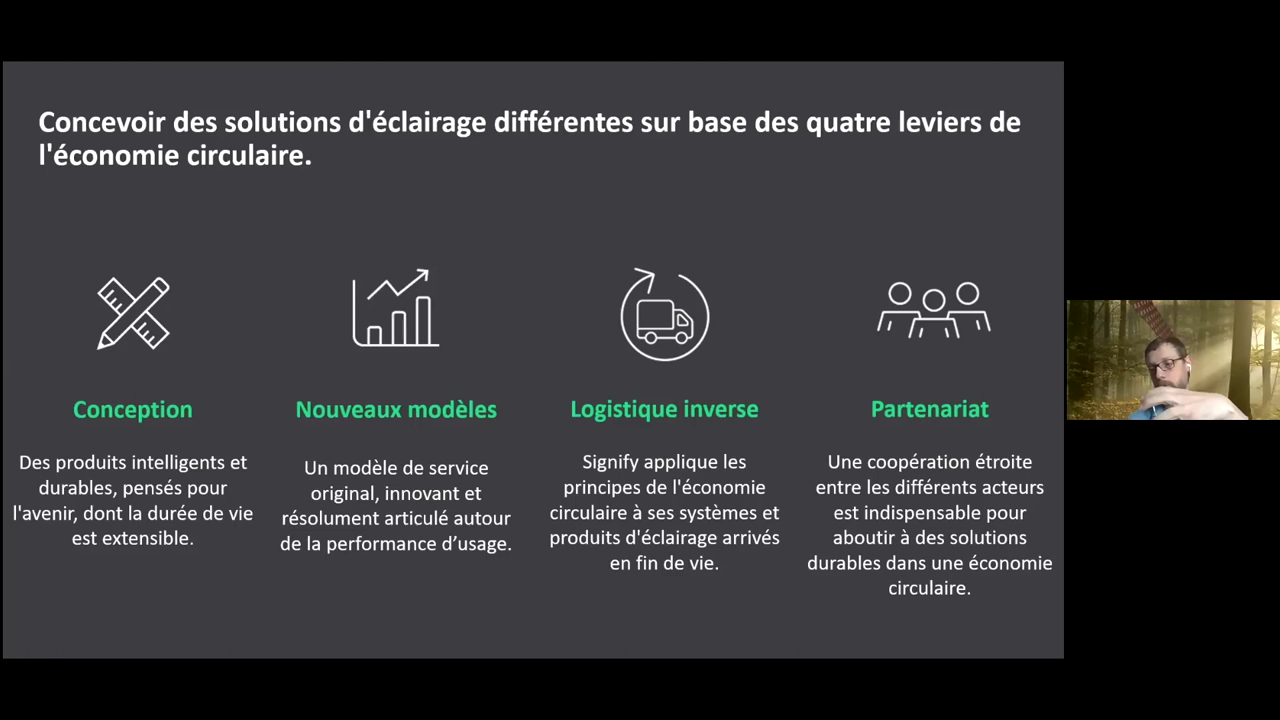 Concevoir des solutions d'éclairage différentes sur base des quatre leviers de
l'économie circulaire.
Conception
Des produits intelligents et
durables, pensés pour
l'avenir, dont la durée de vie
est extensible.
Nouveaux modèles
Un modèle de service
original, innovant et
résolument articulé autour
de la performance d’usage.
Logistique inverse
Signify applique les
principes de l'économie
circulaire à ses systèmes et
produits d'éclairage arrivés
en fin de vie.
Partenariat
Une coopération étroite
entre les différents acteurs
est indispensable pour
aboutir à des solutions
durables dans une économie
circulaire.